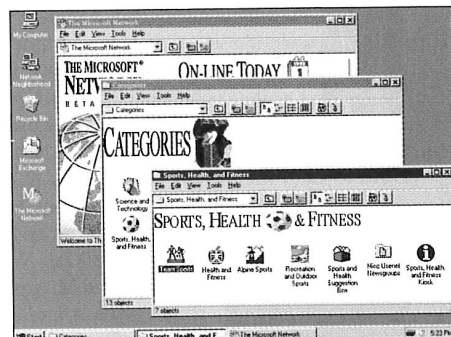 My Computer
Network Neighborhood
Recycle Bin
Microsoft Exchange
The Microsoft Network
The Microsoft Network
File Edit View Tools Help
The Microsoft Network
THE MICROSOFT®
NET
BETA
ON-LINE TODAY
Welcome to Th
Categories
File Edit View Tools Help
Categories
CATEGORIES
Science and Technology
Sports, Health, and Fitness
13 objects
Sports, Health, and Fitness
File Edit View Tools Help
Sports, Health, and Fitness
SPORTS, HEALTH & FITNESS
Team Sports
Health and Fitness
Alpine Sports
Recreation and Outdoor Sports
Sports and Health Suggestion Box
Misc Usenet Newsgroups
Sports, Health, and Fitness Kiosk
7 objects
Start
Categories
Sports, Health, and F
The Microsoft Network
5:23 PM